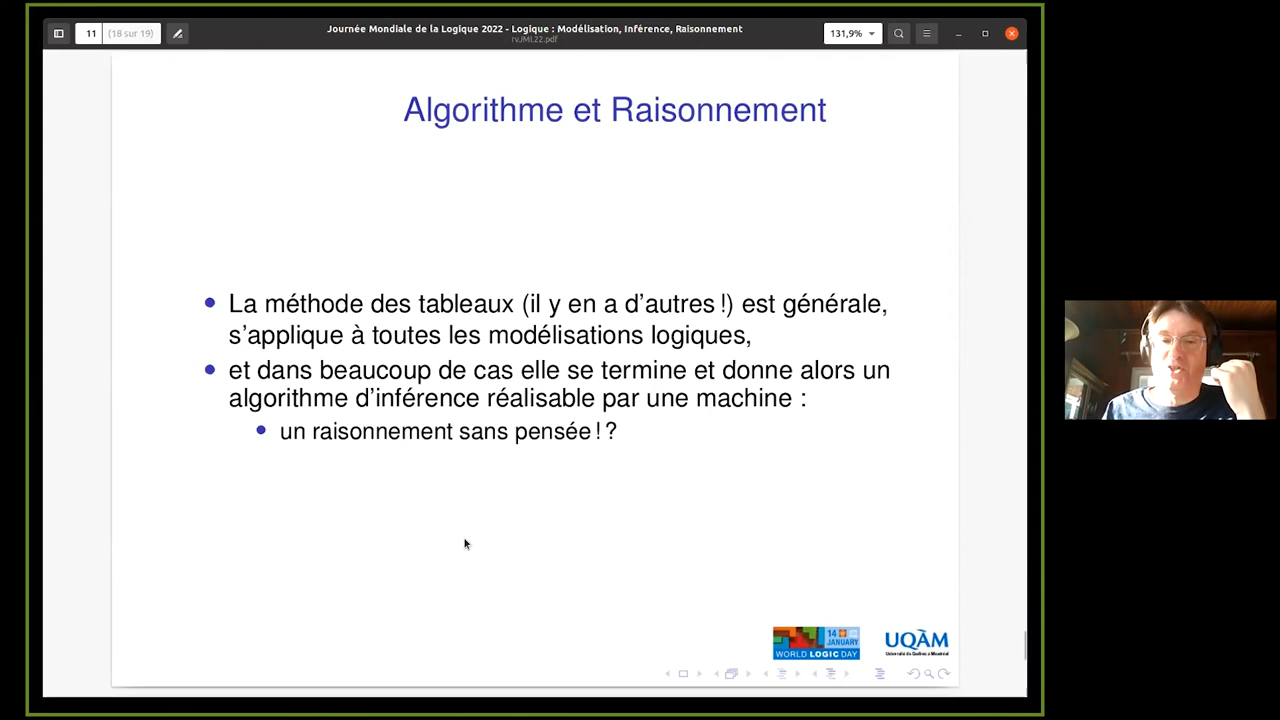 11
(18 sur 19)
Journée Mondiale de la Logique 2022 - Logique : Modélisation, Inférence, Raisonnement
rvJML22.pdf
131,9%
Algorithme et Raisonnement
La méthode des tableaux (il y en a d'autres !) est générale,
s'applique à toutes les modélisations logiques,
et dans beaucoup de cas elle se termine et donne alors un
algorithme d'inférence réalisable par une machine :
un raisonnement sans pensée ! ?
14
JANUARY
WORLD LOGIC DAY
UQÀM
Université du Québec à Montréal